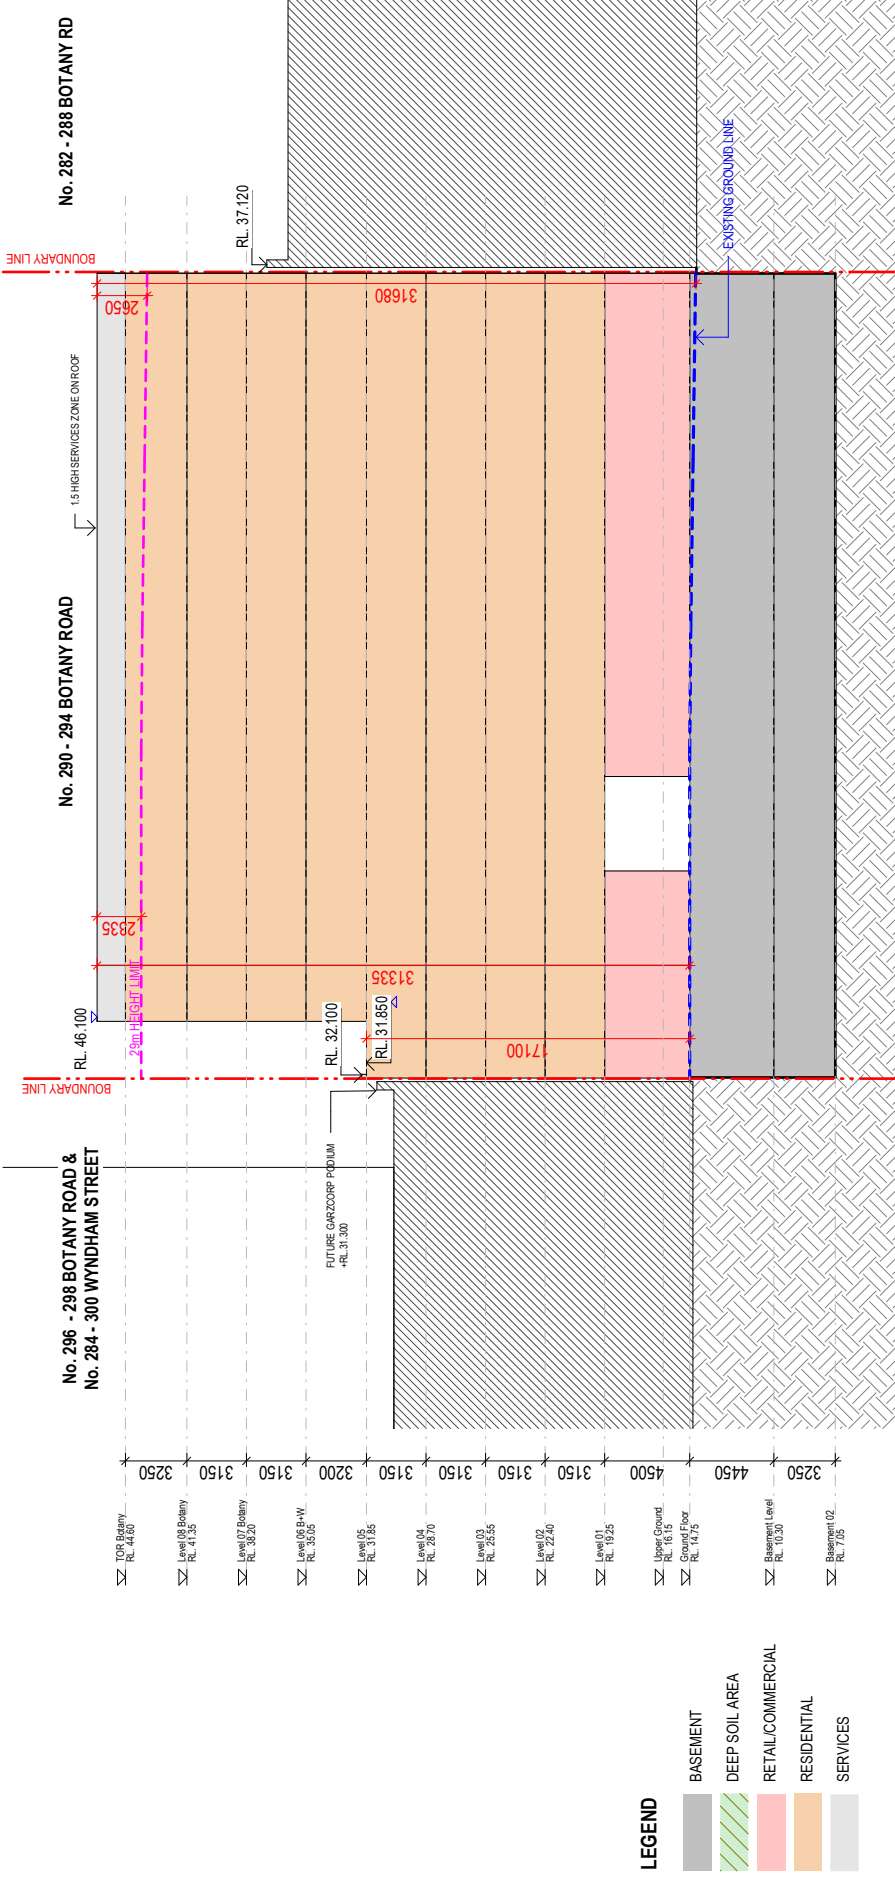 No. 296 - 298 BOTANY ROAD &
No. 284 - 300 WYNDHAM STREET
No. 290 - 294 BOTANY ROAD
No. 282 - 288 BOTANY RD
BOUNDARY LINE
BOUNDARY LINE
1.5 HIGH SERVICES ZONE ON ROOF
RL. 46.100
29m HEIGHT LIMIT
2335
2650
31335
31680
RL. 37.120
RL. 32.100
RL. 31.850
17100
FUTURE GARZCORP PODIUM
+RL.31.300
EXISTING GROUND LINE
TOR Botany
RL. 44.60
3250
Level 08 Botany
RL. 41.35
3150
Level 07 Botany
RL. 38.20
3150
Level 06 B+W
RL. 35.05
3200
Level 05
RL. 31.85
3150
Level 04
RL. 28.70
3150
Level 03
RL. 25.55
3150
Level 02
RL. 22.40
3150
Level 01
RL. 19.25
4500
Upper Ground
RL. 16.15
Ground Floor
RL. 14.75
4450
Basement Level
RL. 10.30
3250
Basement 02
RL. 7.05
LEGEND
BASEMENT
DEEP SOIL AREA
RETAIL/COMMERCIAL
RESIDENTIAL
SERVICES